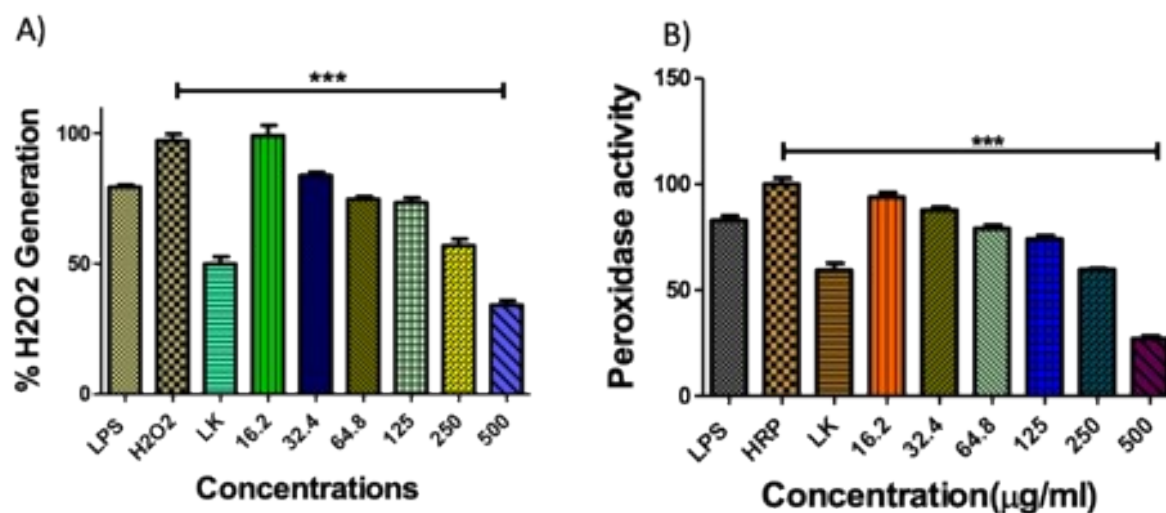 A)
***
% H2O2 Generation
100
50
0
LPS
H2O2
LK
16.2
32.4
64.8
125
250
500
Concentrations
B)
***
Peroxidase activity
150
100
50
0
LPS
HRP
LK
16.2
32.4
64.8
125
250
500
Concentration(μg/ml)